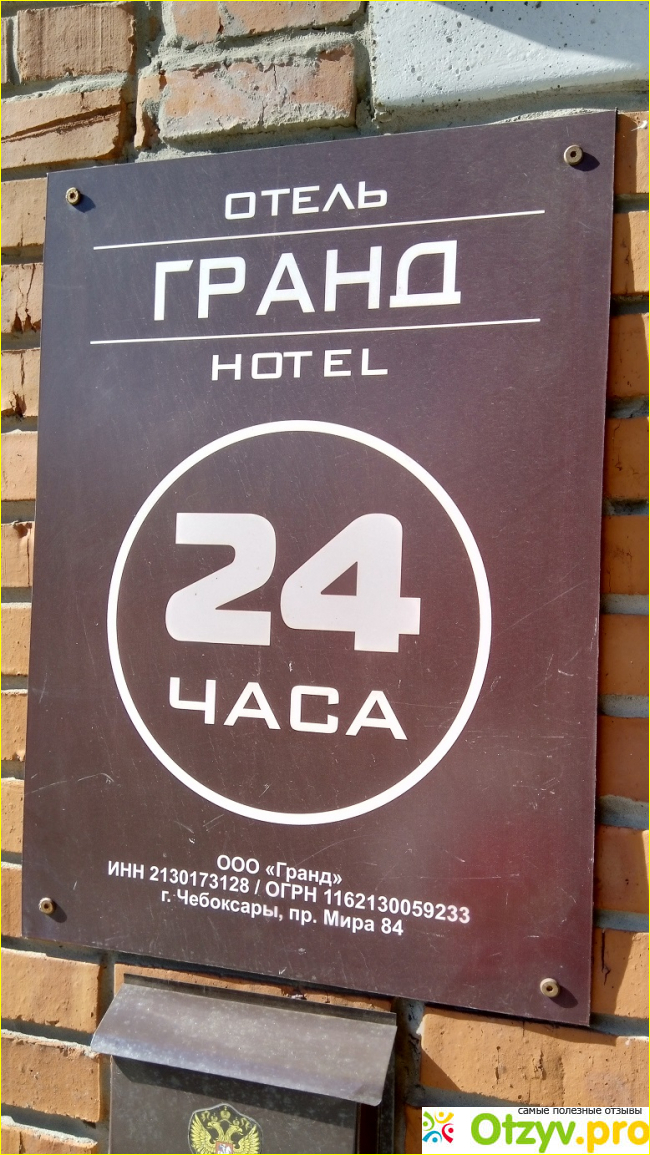 ОТЕЛЬ
ГРАНД
HOTEL
24
ЧАСА
ООО «Гранд»
ИНН 2130173128 / ОГРН 1162130059233
г. Чебоксары, пр. Мира 84
самые полезные отзывы
Otzyv.pro